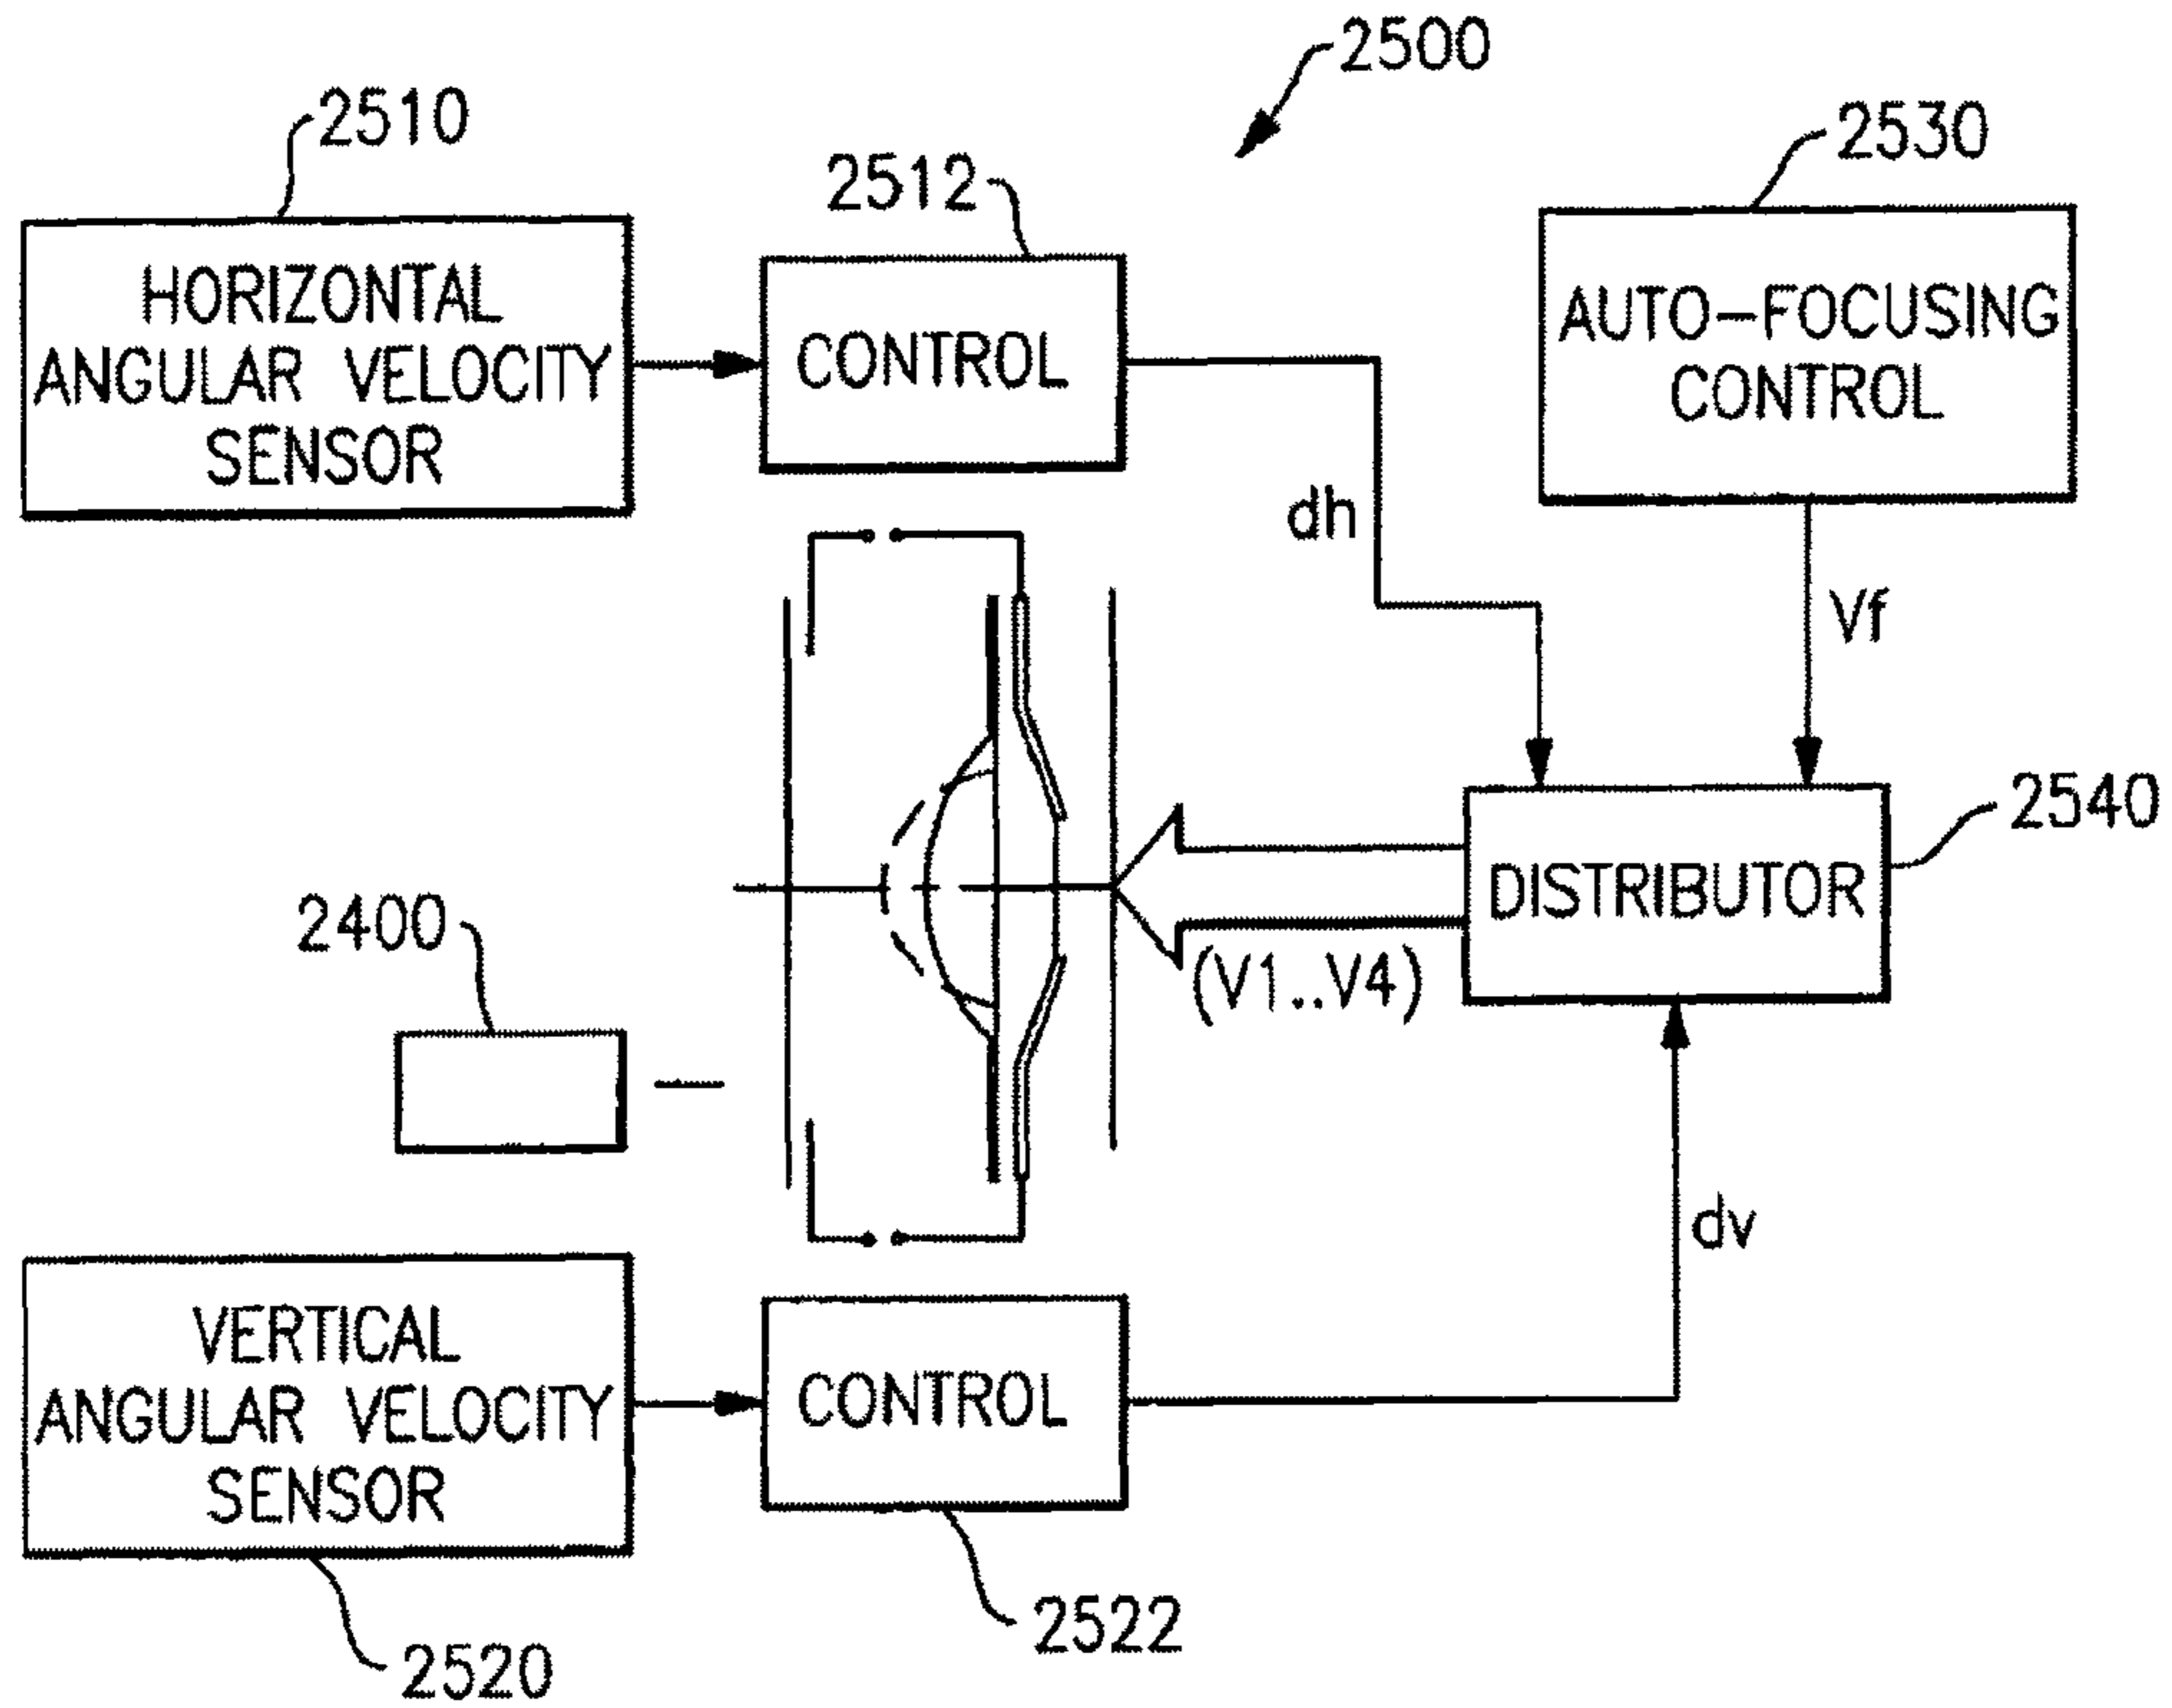 2500
2510
2530
2512
HORIZONTAL
ANGULAR VELOCITY
SENSOR
CONTROL
AUTO-FOCUSING
CONTROL
dh
Vf
2540
DISTRIBUTOR
2400
(V1..V4)
dv
VERTICAL
ANGULAR VELOCITY
SENSOR
CONTROL
2522
2520